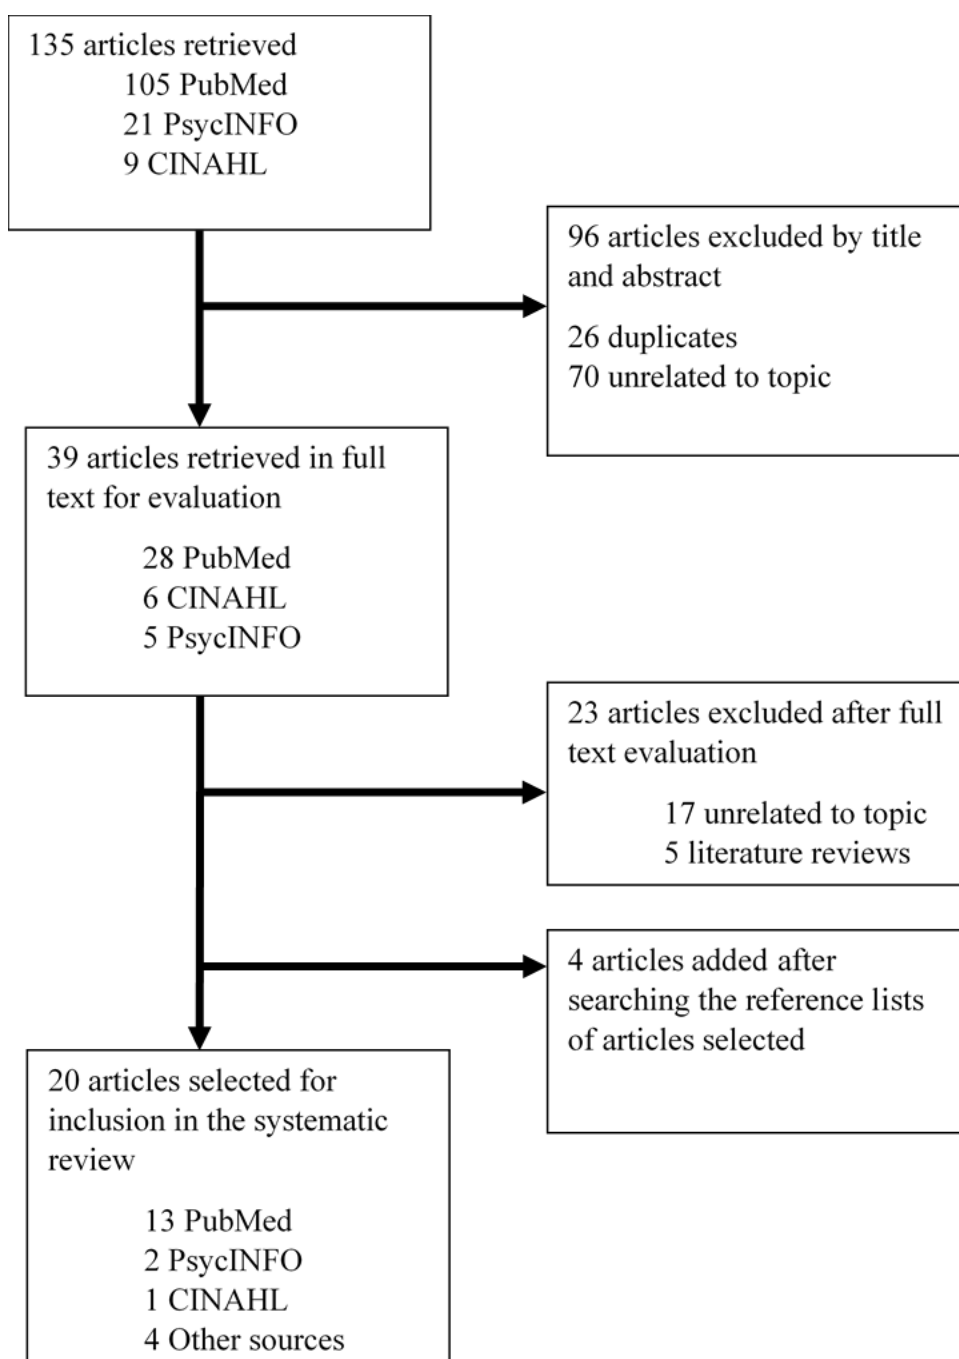 135 articles retrieved
105 PubMed
21 PsycINFO
9 CINAHL
96 articles excluded by title
and abstract
26 duplicates
70 unrelated to topic
39 articles retrieved in full
text for evaluation
28 PubMed
6 CINAHL
5 PsycINFO
23 articles excluded after full
text evaluation
17 unrelated to topic
5 literature reviews
4 articles added after
searching the reference lists
of articles selected
20 articles selected for
inclusion in the systematic
review
13 PubMed
2 PsycINFO
1 CINAHL
4 Other sources